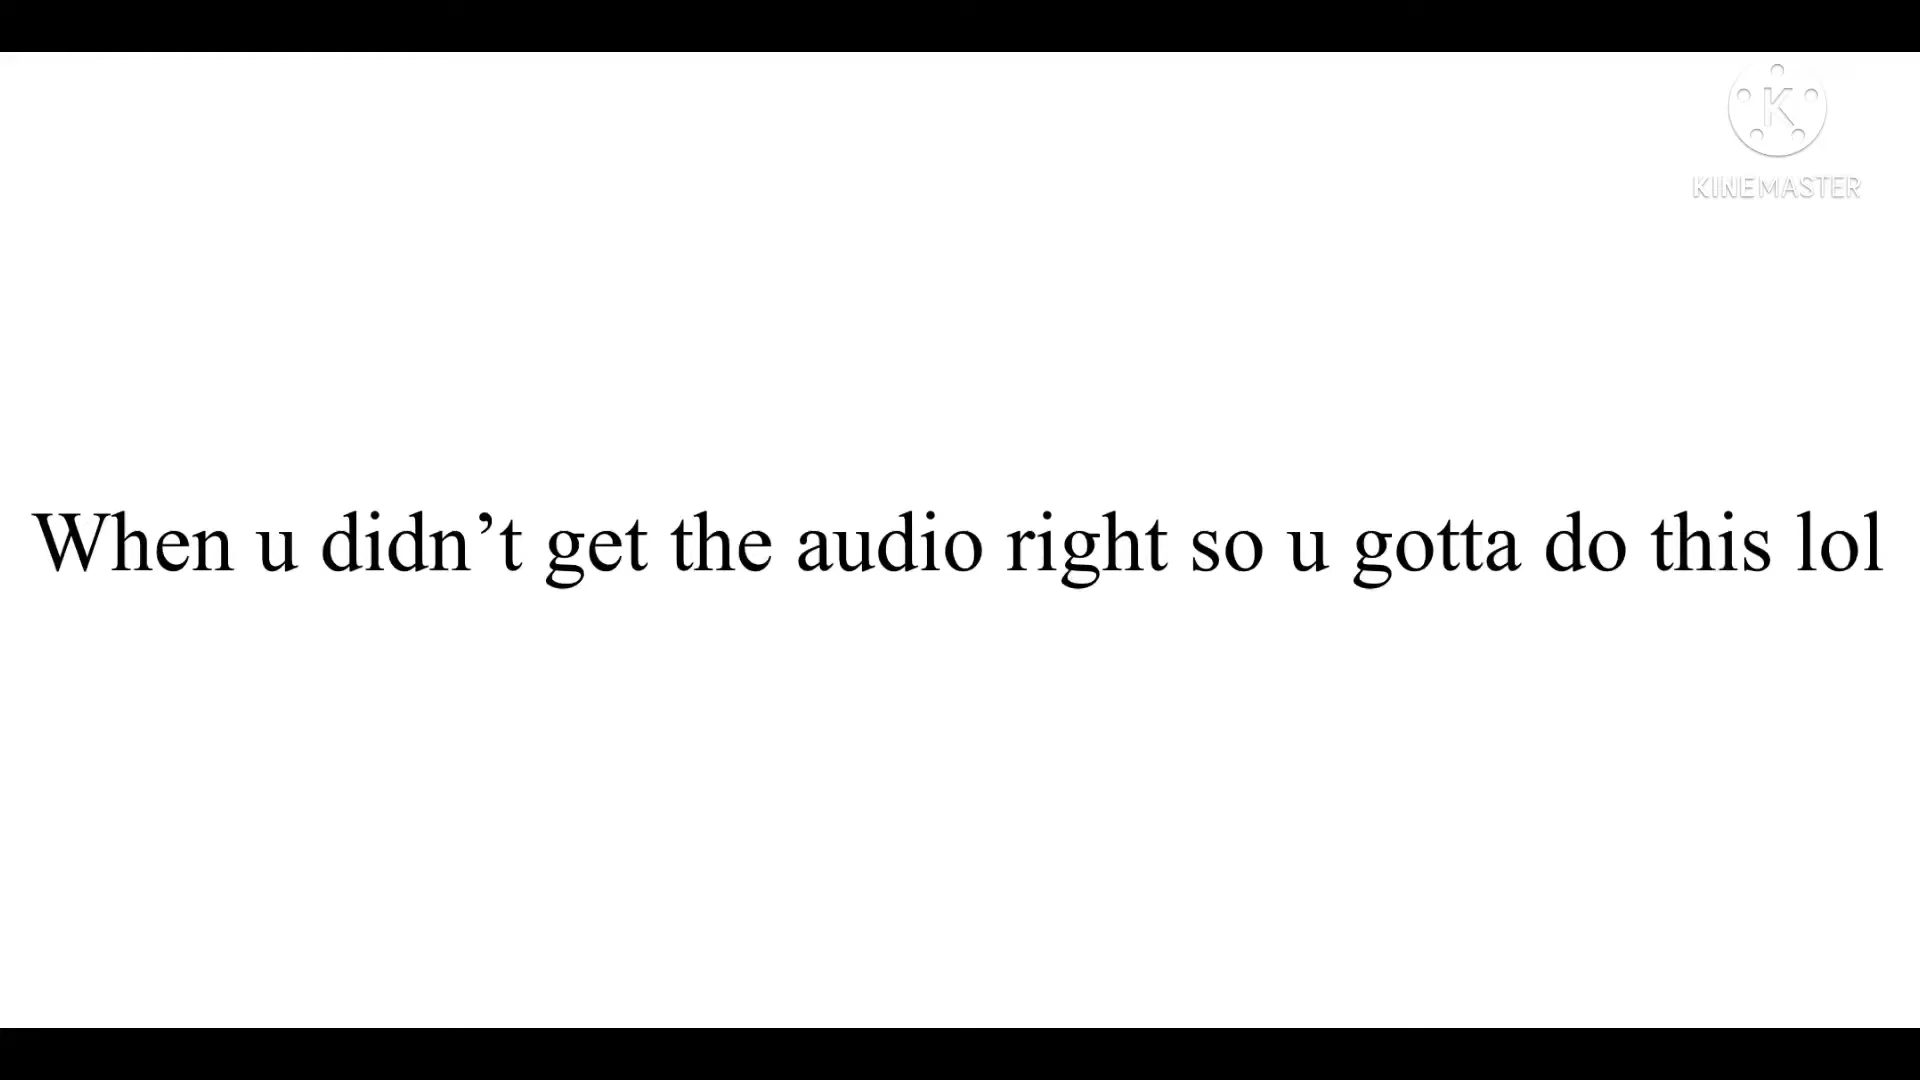 K
KINEMASTER
When u didn’t get the audio right so u gotta do this lol